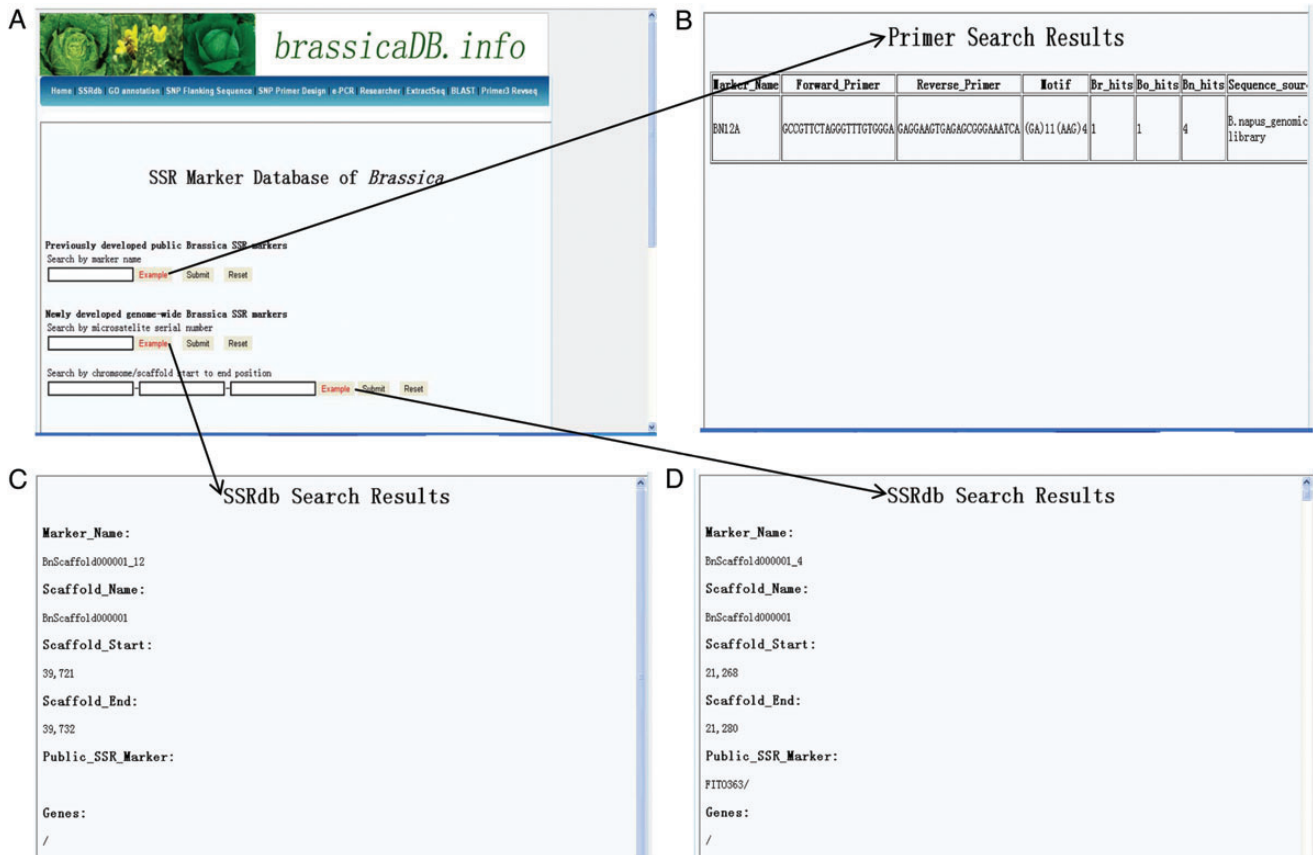 A
brassicaDB.info
Home | SSRdb | GO annotation | SNP Flanking Sequence | SNP Primer Design | e-PCR | Researcher | ExtractSeq | BLAST | Primer3 Revseq
SSR Marker Database of Brassica
Previously developed public Brassica SSR markers
Search by marker name
Example Submit Reset
Newly developed genome-wide Brassica SSR markers
Search by microsatelite serial number
Example Submit Reset
Search by chromsome/scaffold start to end position
- - Example Submit Reset
B
Primer Search Results
Marker_Name Forward_Primer Reverse_Primer Motif Br_hits Bo_hits Bn_hits Sequence_sour
BN12A GCCGTTCTAGGGTTTGTGGGA GAGGAAGTGAGAGCGGGAAATCA (GA)11(AAG)4 1 1 4 B.napus_genomic
library
C
SSRdb Search Results
Marker_Name:
BnScaffold000001_12
Scaffold_Name:
BnScaffold000001
Scaffold_Start:
39,721
Scaffold_End:
39,732
Public_SSR_Marker:
Genes:
/
D
SSRdb Search Results
Marker_Name:
BnScaffold000001_4
Scaffold_Name:
BnScaffold000001
Scaffold_Start:
21,268
Scaffold_End:
21,280
Public_SSR_Marker:
FITO363/
Genes:
/